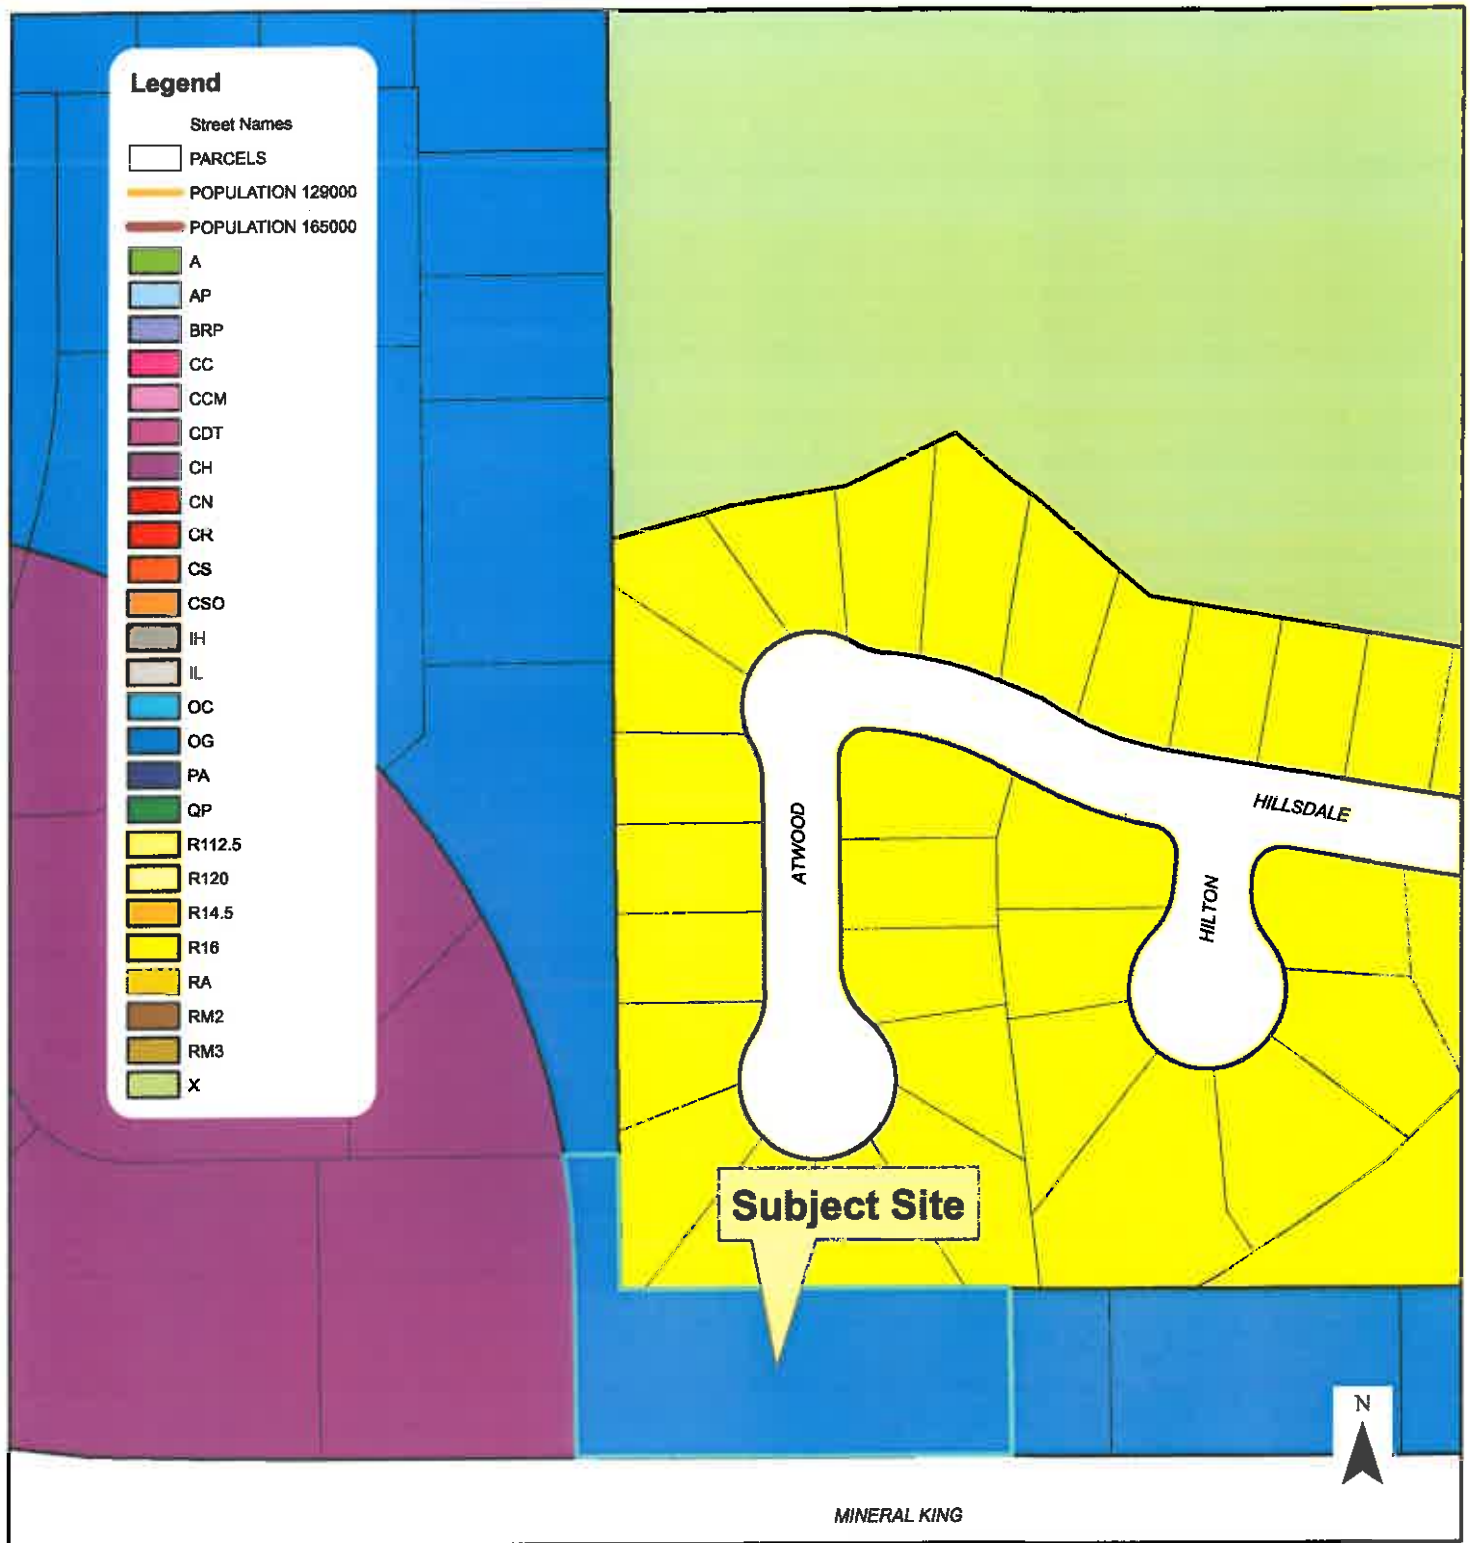 Legend
Street Names
PARCELS
POPULATION 129000
POPULATION 165000
A
AP
BRP
CC
CCM
CDT
CH
CN
CR
CS
CSO
IH
IL
OC
OG
PA
QP
R112.5
R120
R14.5
R16
RA
RM2
RM3
X
HILLSDALE
ATWOOD
HILTON
Subject Site
N
MINERAL KING